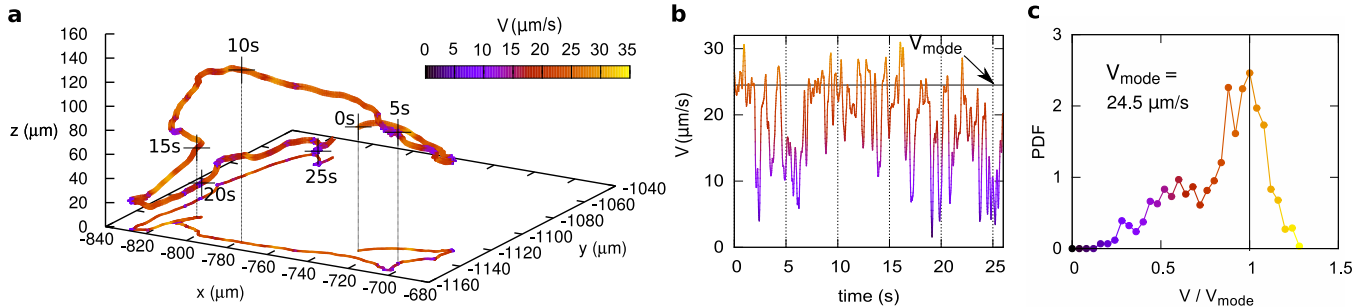 a
V (μm/s)
0 5 10 15 20 25 30 35
160
140
120
100
80
60
40
20
0
z (μm)
10s
0s
5s
15s
20s
25s
-840
-820
-800
-780
-760
-740
-720
-700
-680
x (μm)
-1160
-1140
-1120
-1100
-1080
-1060
-1040
y (μm)
b
V mode
30
20
10
0
V (μm/s)
0 5 10 15 20 25
time (s)
c
3
2
1
0
PDF
V mode =
24.5 μm/s
0 0.5 1 1.5
V / V mode